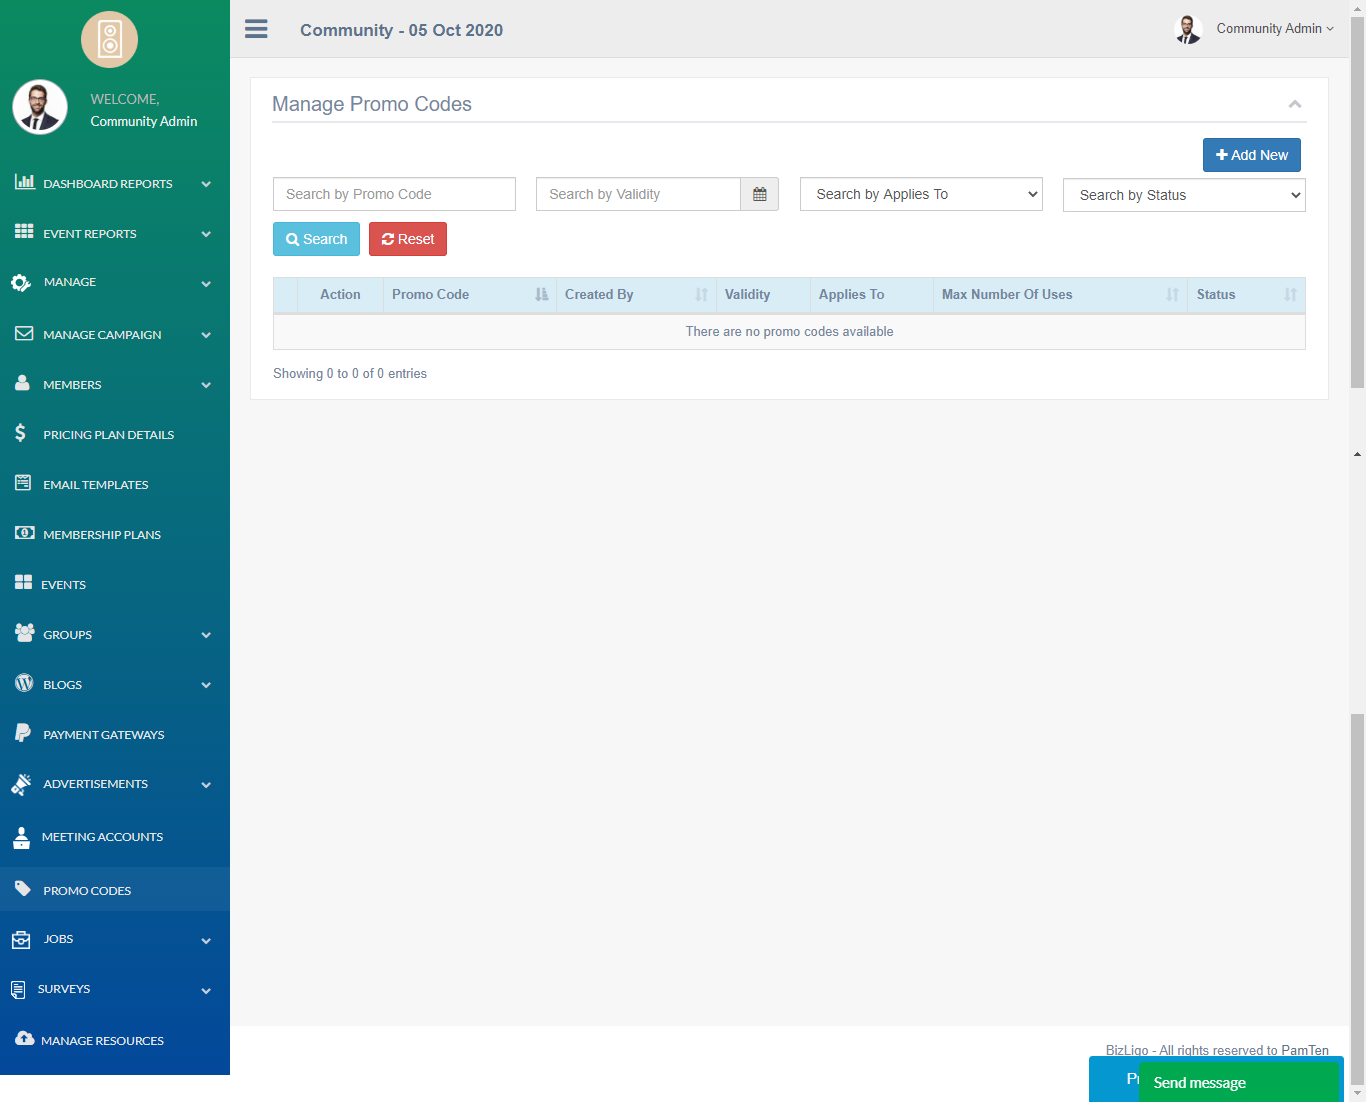 Community - 05 Oct 2020
Community Admin
WELCOME,
Community Admin
DASHBOARD REPORTS
EVENT REPORTS
MANAGE
MANAGE CAMPAIGN
MEMBERS
PRICING PLAN DETAILS
EMAIL TEMPLATES
MEMBERSHIP PLANS
EVENTS
GROUPS
BLOGS
PAYMENT GATEWAYS
ADVERTISEMENTS
MEETING ACCOUNTS
PROMO CODES
JOBS
SURVEYS
MANAGE RESOURCES
Manage Promo Codes
Add New
Search by Promo Code Search by Validity Search by Applies To Search by Status
Search Reset
Action Promo Code Created By Validity Applies To Max Number Of Uses Status
There are no promo codes available
Showing 0 to 0 of 0 entries
BizLigo - All rights reserved to PamTen
Send message